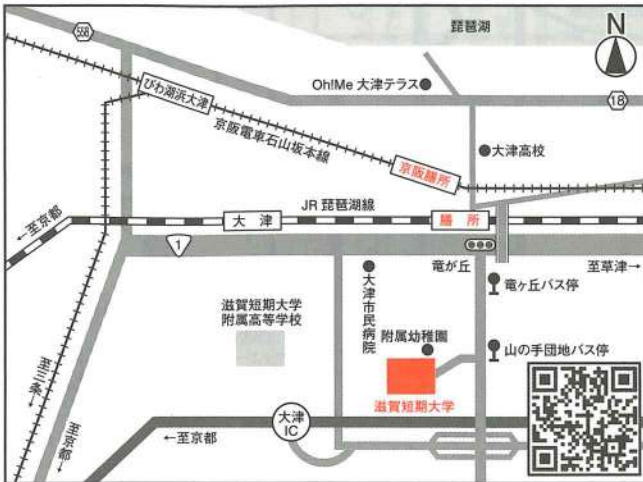 558
琵琶湖
N
びわ湖浜大津
Oh!Me 大津テラス
18
京阪電車石山坂本線
大津高校
京阪膳所
JR 琵琶湖線
←至京都
大津
膳所
1
竜が丘
至草津→
大津市民病院
竜ヶ丘バス停
滋賀短期大学
附属高等学校
附属幼稚園
山の手団地バス停
滋賀短期大学
至三条→
至京都→
←至京都
大津
IC